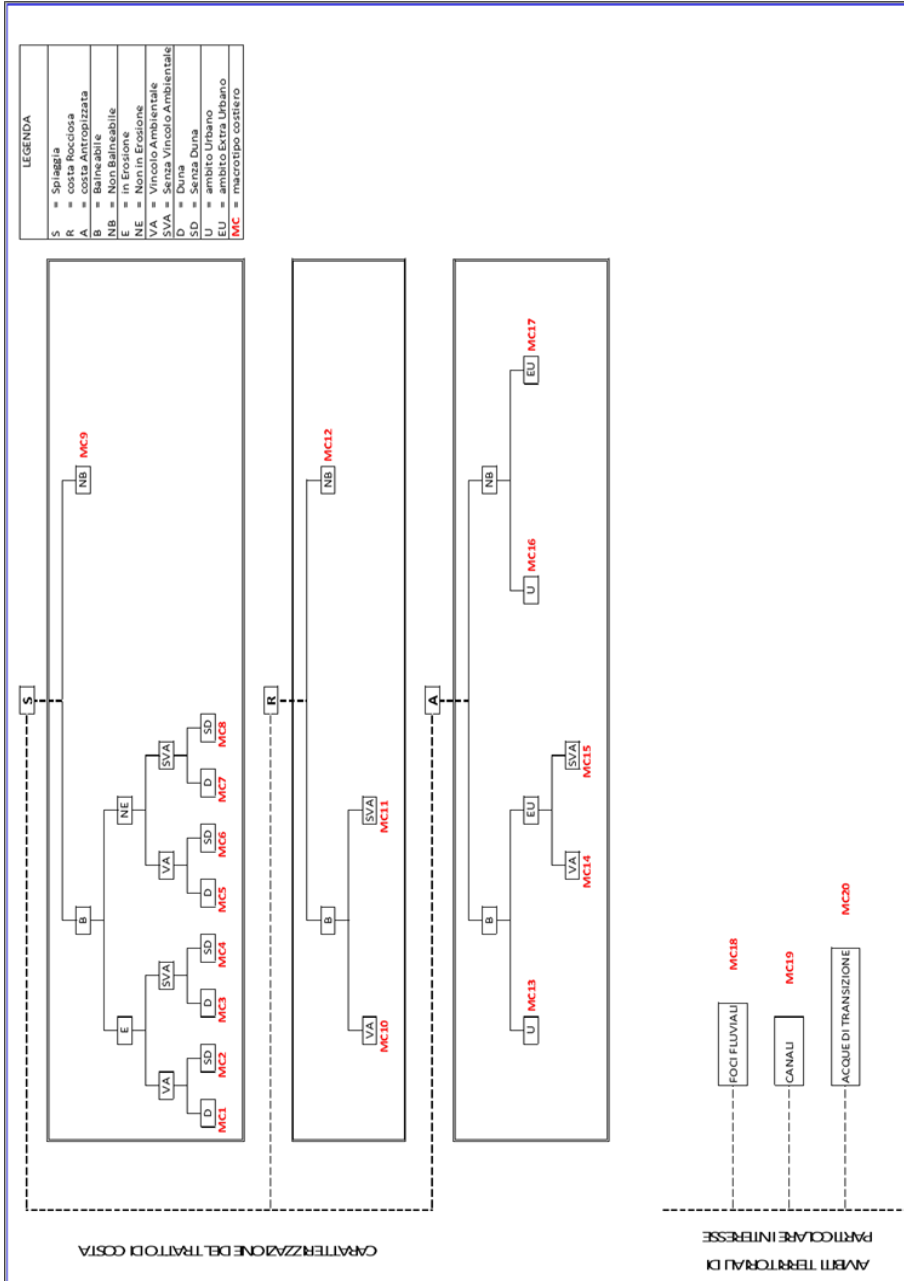 LEGENDA
S = Spiaggia
R = costa Rocciosa
A = costa Antropizzata
B = Balneabile
NB = Non Balneabile
E = in Erosione
NE = Non in Erosione
VA = Vincolo Ambientale
SVA = Senza Vincolo Ambientale
D = Duna
SD = Senza Duna
U = ambito Urbano
EU = ambito Extra Urbano
MC = macrotipo costiero
CARATTERIZZAZIONE DEL TRATTO DI COSTA
S
B
NB MC9
E
NE
VA
SVA
VA
SVA
D
SD
D
SD
D
SD
D
SD
MC1
MC2
MC3
MC4
MC5
MC6
MC7
MC8
R
B
NB MC12
VA
SVA
MC10
MC11
A
B
NB
U MC13
EU
U MC16
EU MC17
VA
SVA
MC14
MC15
AMBITI TERRITORIALI DI
PARTICOLARE INTERESSE
FOCI FLUVIALI MC18
CANALI MC19
ACQUE DI TRANSIZIONE MC20